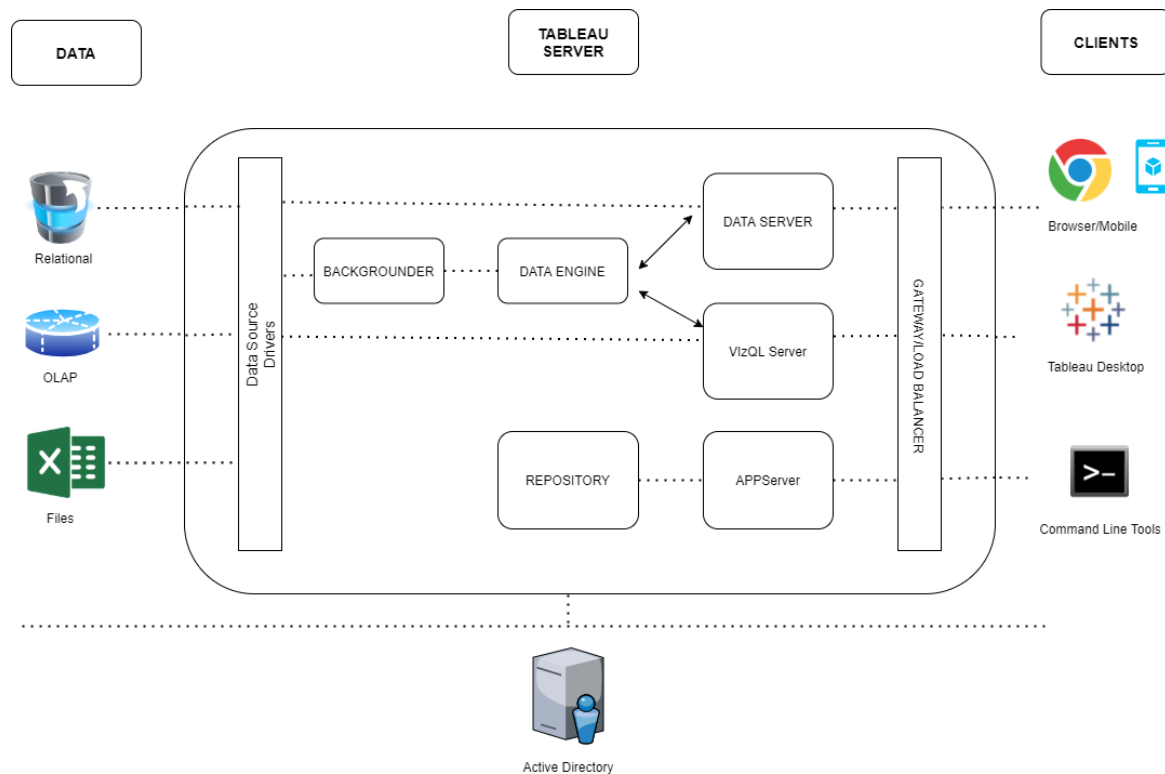 DATA
TABLEAU
SERVER
CLIENTS
Relational
OLAP
Files
Data Source
Drivers
BACKGROUNDER
DATA ENGINE
DATA SERVER
VIzQL Server
REPOSITORY
APPServer
GATEWAY/LOAD BALANCER
Browser/Mobile
Tableau Desktop
Command Line Tools
Active Directory